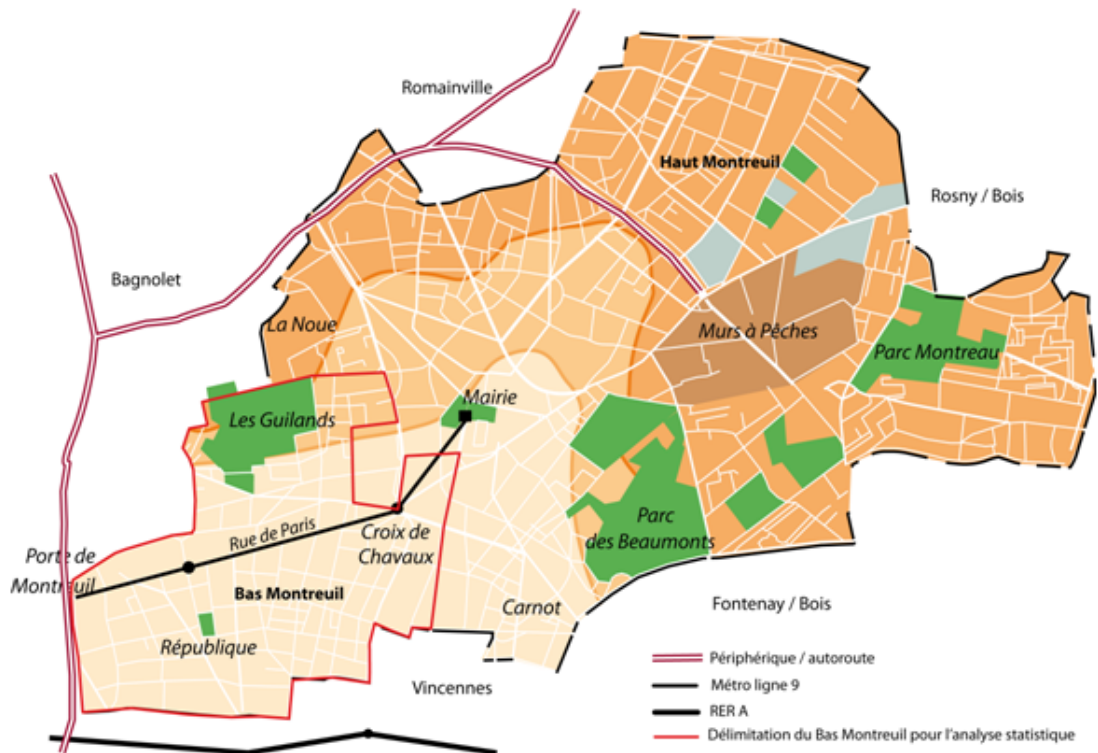 Romainville
Haut Montreuil
Rosny / Bois
Bagnolet
La Noue
Murs à Pêches
Parc Montreau
Mairie
Les Guilands
Rue de Paris
Croix de
Chavaux
Parc
des Beaumonts
Porte de
Montreuil
Bas Montreuil
Carnot
Fontenay / Bois
République
Vincennes
Périphérique / autoroute
Métro ligne 9
RER A
Délimitation du Bas Montreuil pour l'analyse statistique